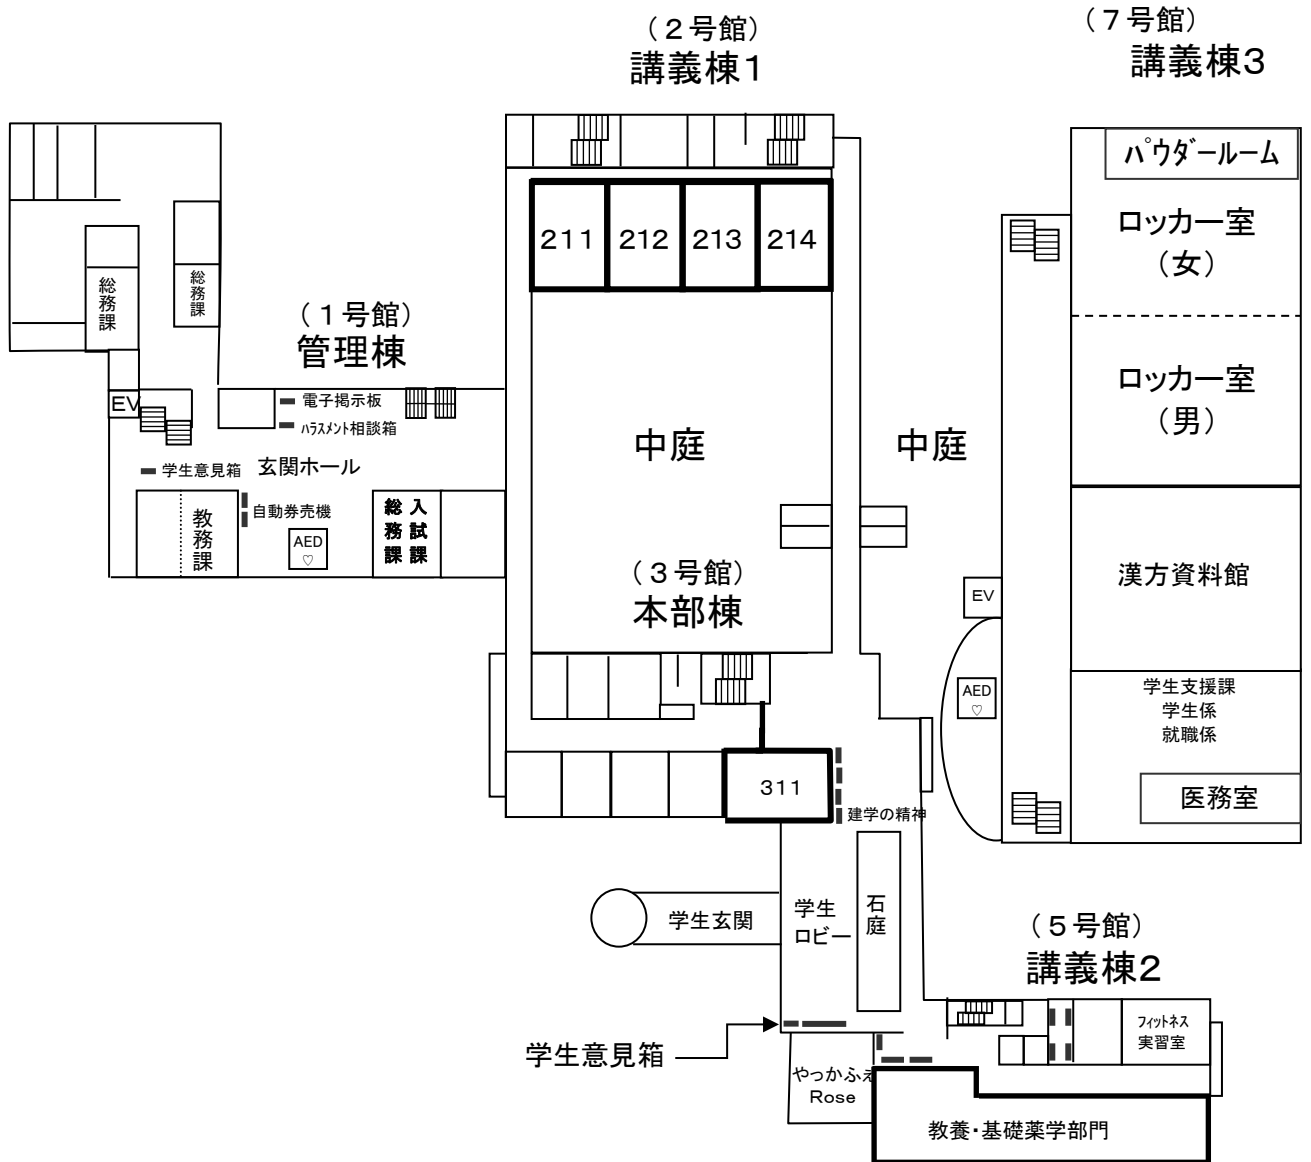 （２号館）
講義棟1
（７号館）
講義棟3
パウダールーム
ロッカー室
（女）
ロッカー室
（男）
漢方資料館
学生支援課
学生係
就職係
医務室
EV
AED
♡
211
212
213
214
総務課
総務課
（１号館）
管理棟
EV
電子掲示板
ﾊﾗｽﾒﾝﾄ相談箱
学生意見箱
玄関ホール
教務課
自動券売機
AED
♡
入試課
総務課
中庭
中庭
（３号館）
本部棟
311
建学の精神
学生玄関
学生
ロビー
石庭
（５号館）
講義棟2
フィットネス
実習室
学生意見箱
やっかふぇ
Rose
教養・基礎薬学部門